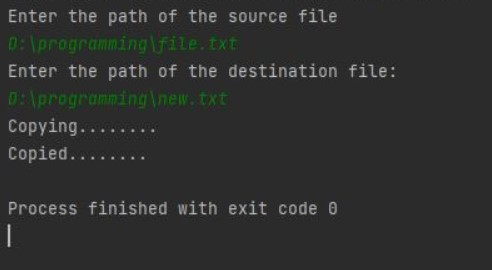 Enter the path of the source file
D:\programming\file.txt
Enter the path of the destination file:
D:\programming\new.txt
Copying........
Copied........
Process finished with exit code 0